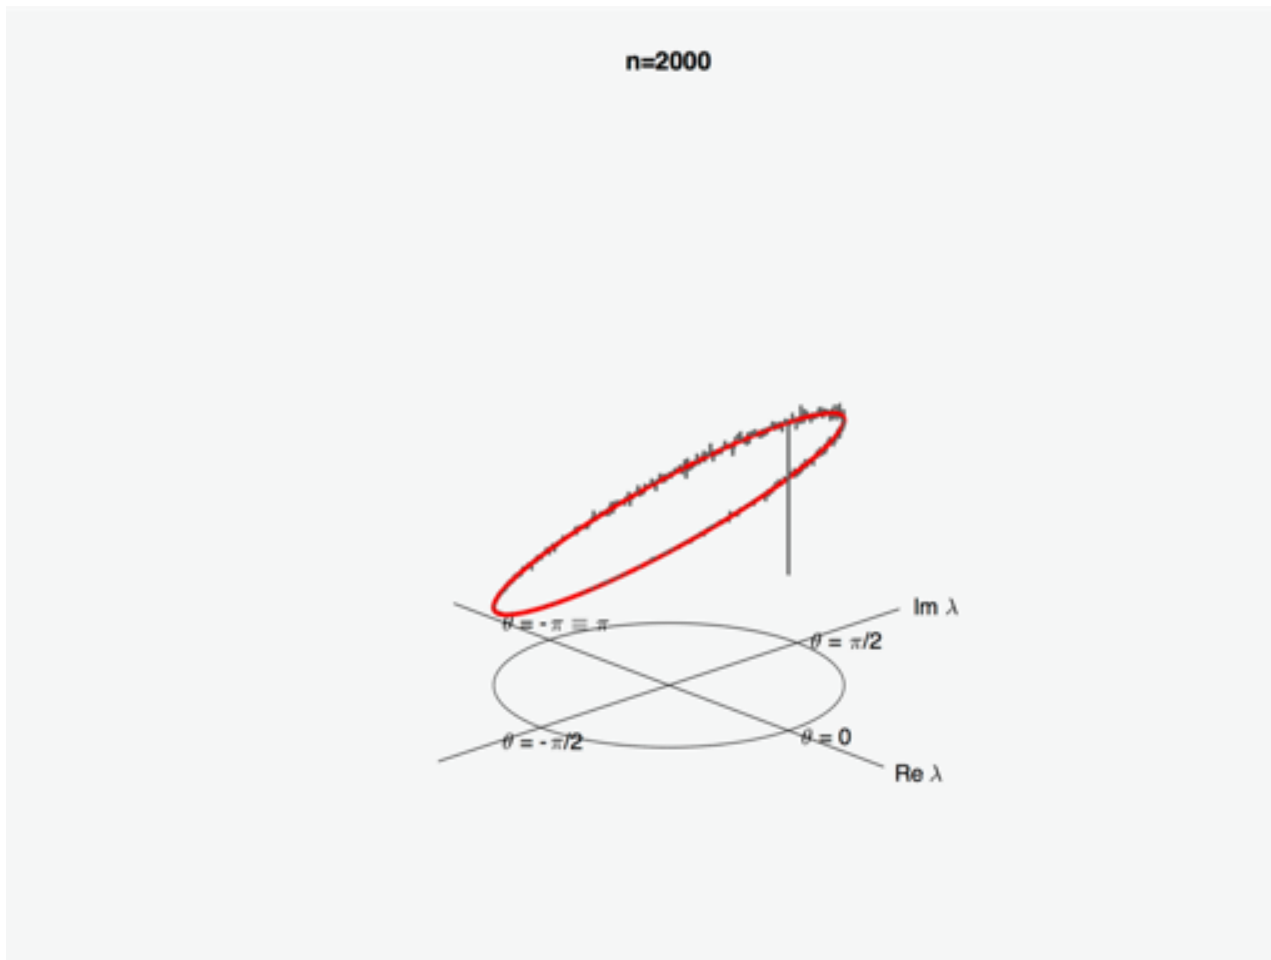 n=2000
Im λ
θ = -π ≡ π
θ = π/2
θ = -π/2
θ = 0
Re λ